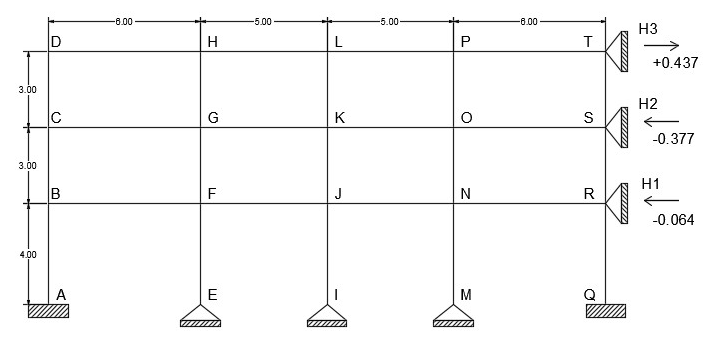 6.00 5.00 5.00 6.00
D H L P T H3
+0.437
3.00
C G K O S H2
-0.377
3.00
B F J N R H1
-0.064
4.00
A E I M Q